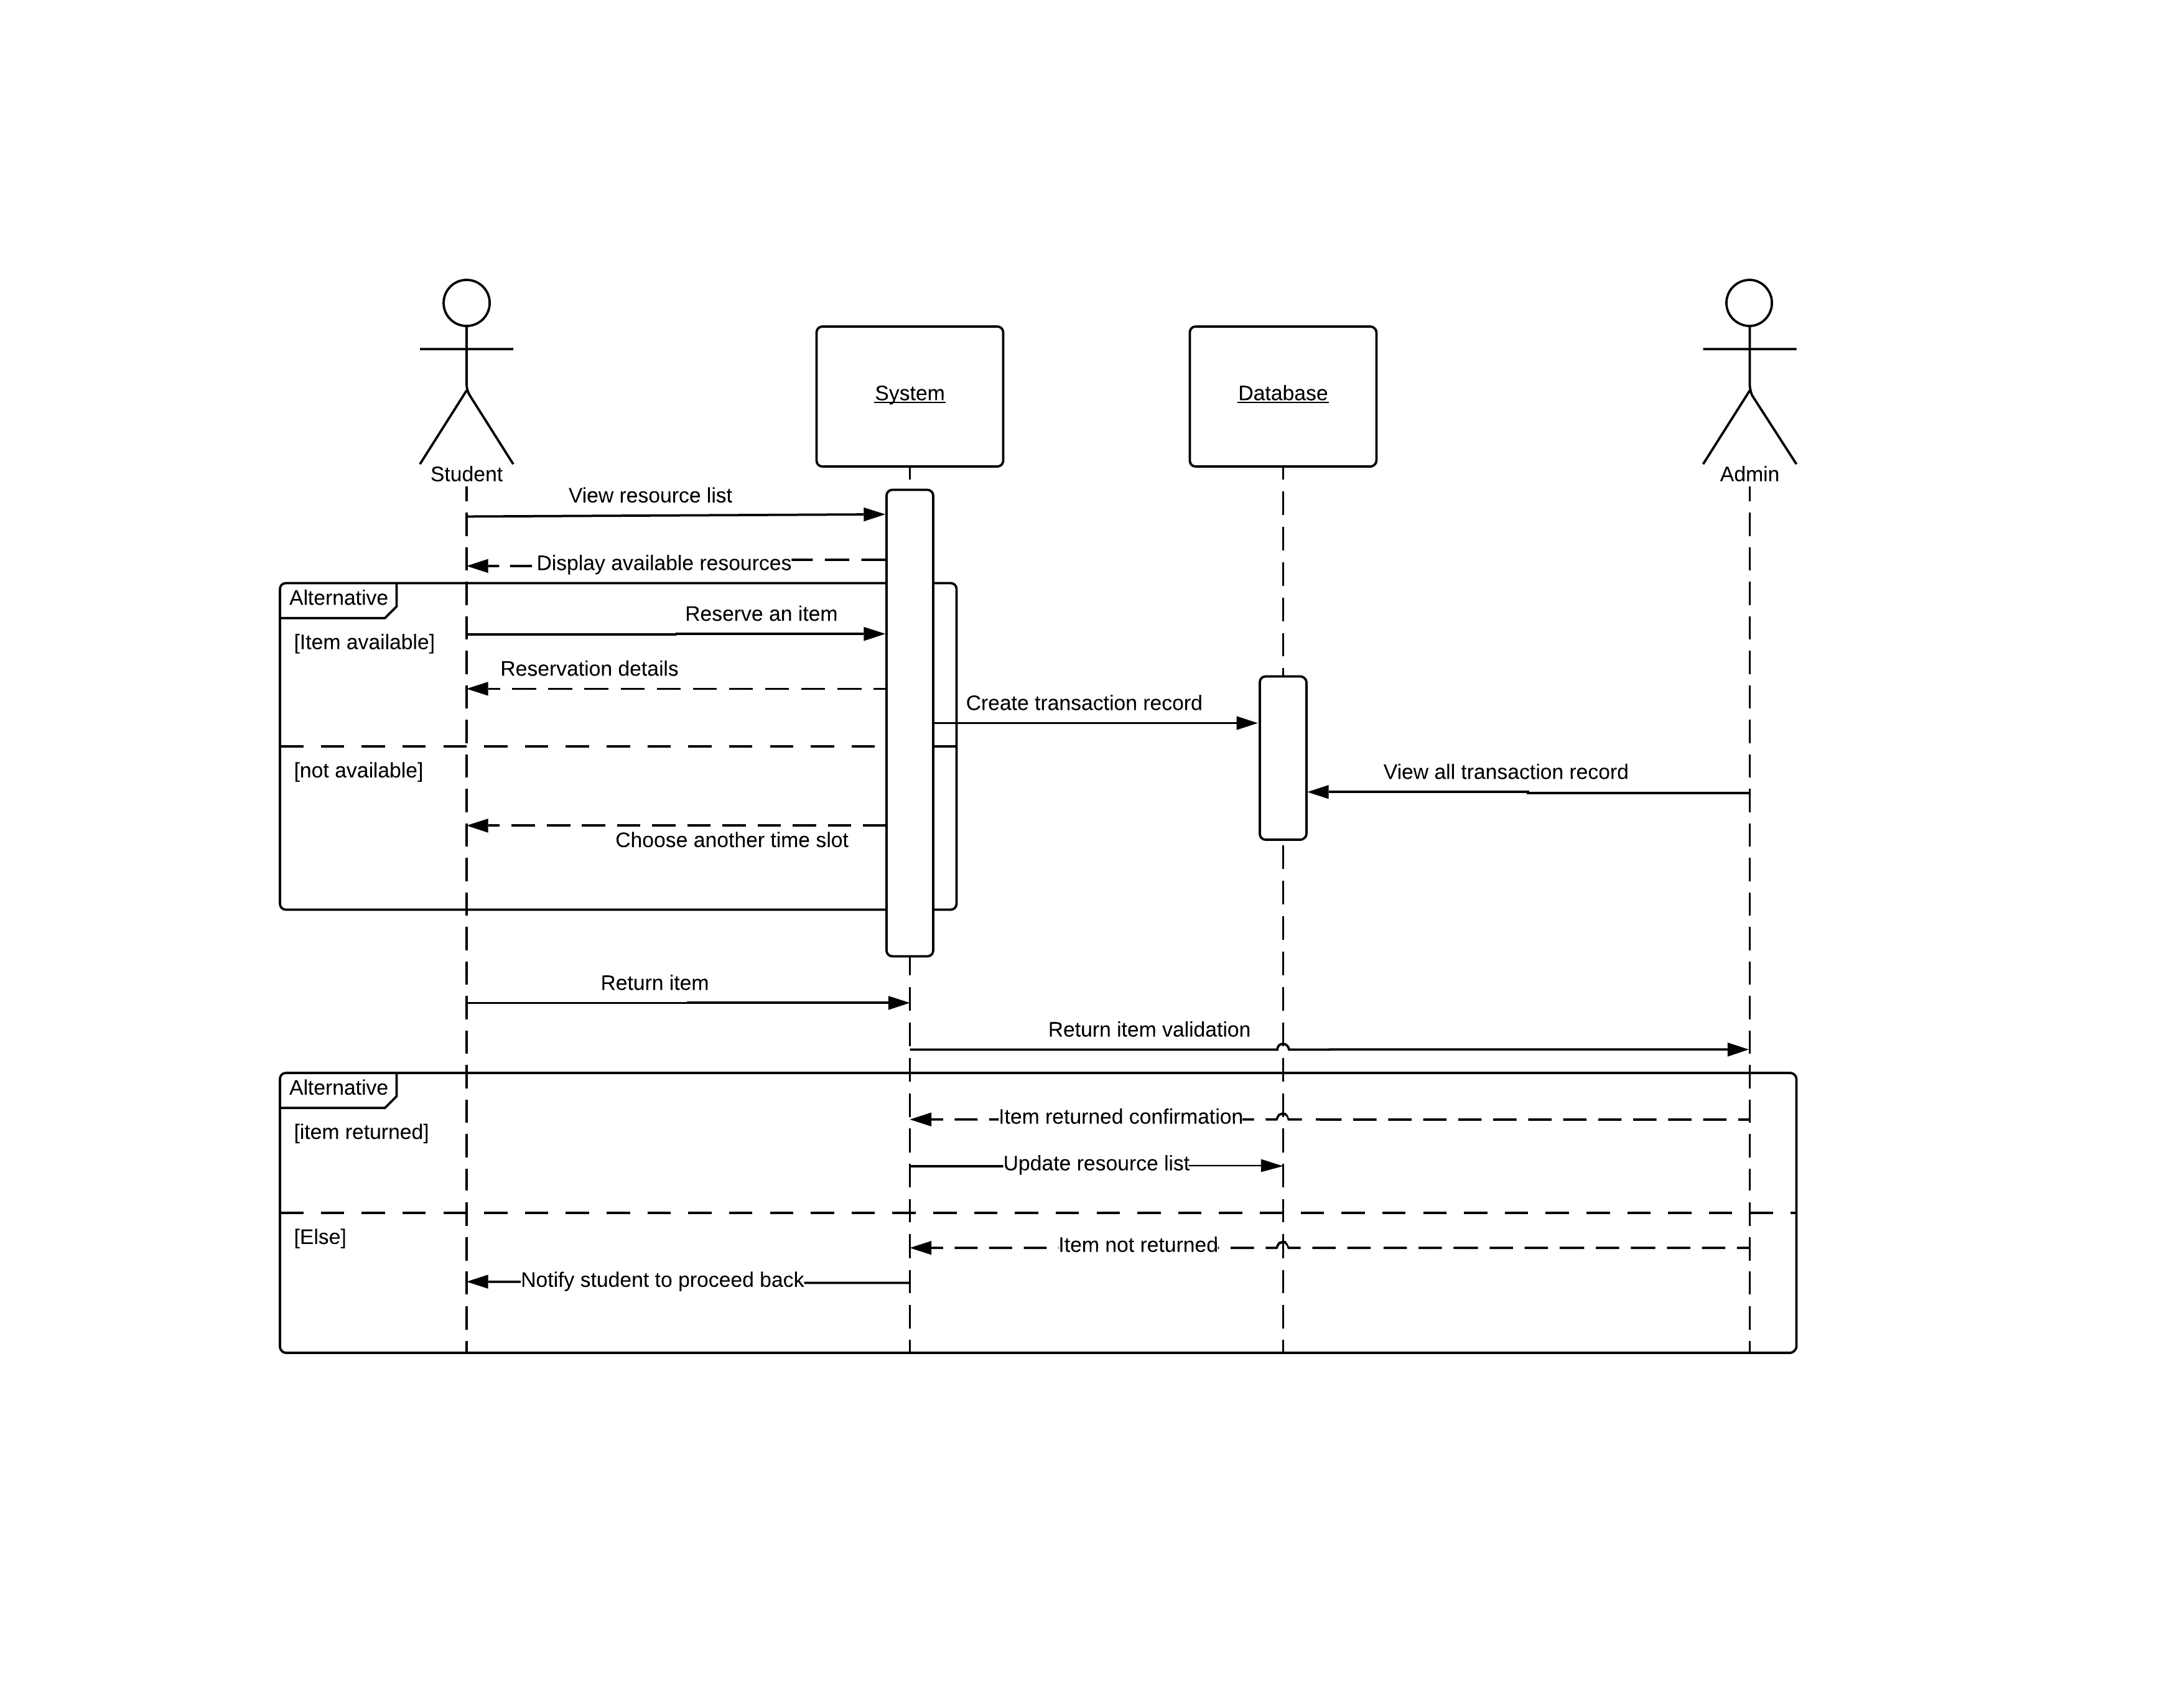 System
Database
Student
Admin
View resource list
Display available resources
Alternative
Reserve an item
[Item available]
Reservation details
Create transaction record
[not available]
View all transaction record
Choose another time slot
Return item
Return item validation
Alternative
Item returned confirmation
[item returned]
Update resource list
[Else]
Item not returned
Notify student to proceed back